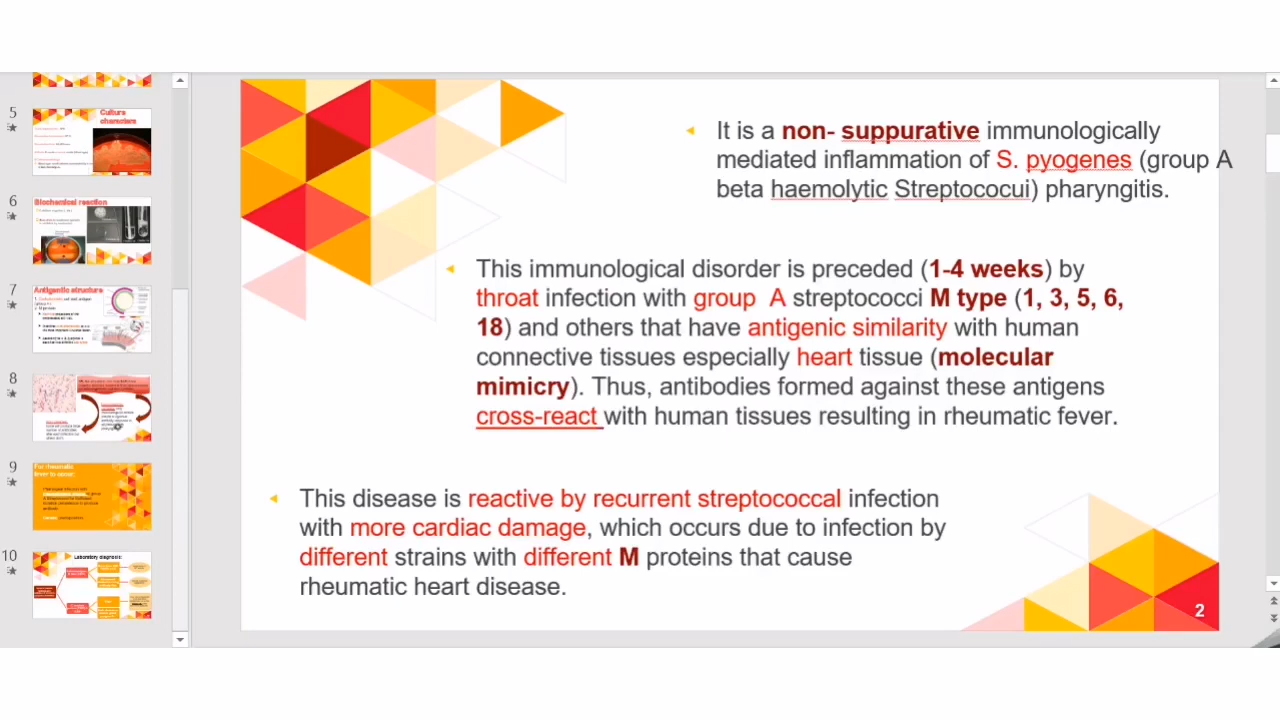 5
Culture characters
6
Biochemical reaction
7
Antigentic structure
8
9
For rheumatic
fever to occur:
10
Laboratory diagnosis:
It is a non- suppurative immunologically
mediated inflammation of S. pyogenes (group A
beta haemolytic Streptococui) pharyngitis.
This immunological disorder is preceded (1-4 weeks) by
throat infection with group A streptococci M type (1, 3, 5, 6,
18) and others that have antigenic similarity with human
connective tissues especially heart tissue (molecular
mimicry). Thus, antibodies formed against these antigens
cross-react with human tissues resulting in rheumatic fever.
This disease is reactive by recurrent streptococcal infection
with more cardiac damage, which occurs due to infection by
different strains with different M proteins that cause
rheumatic heart disease.
2